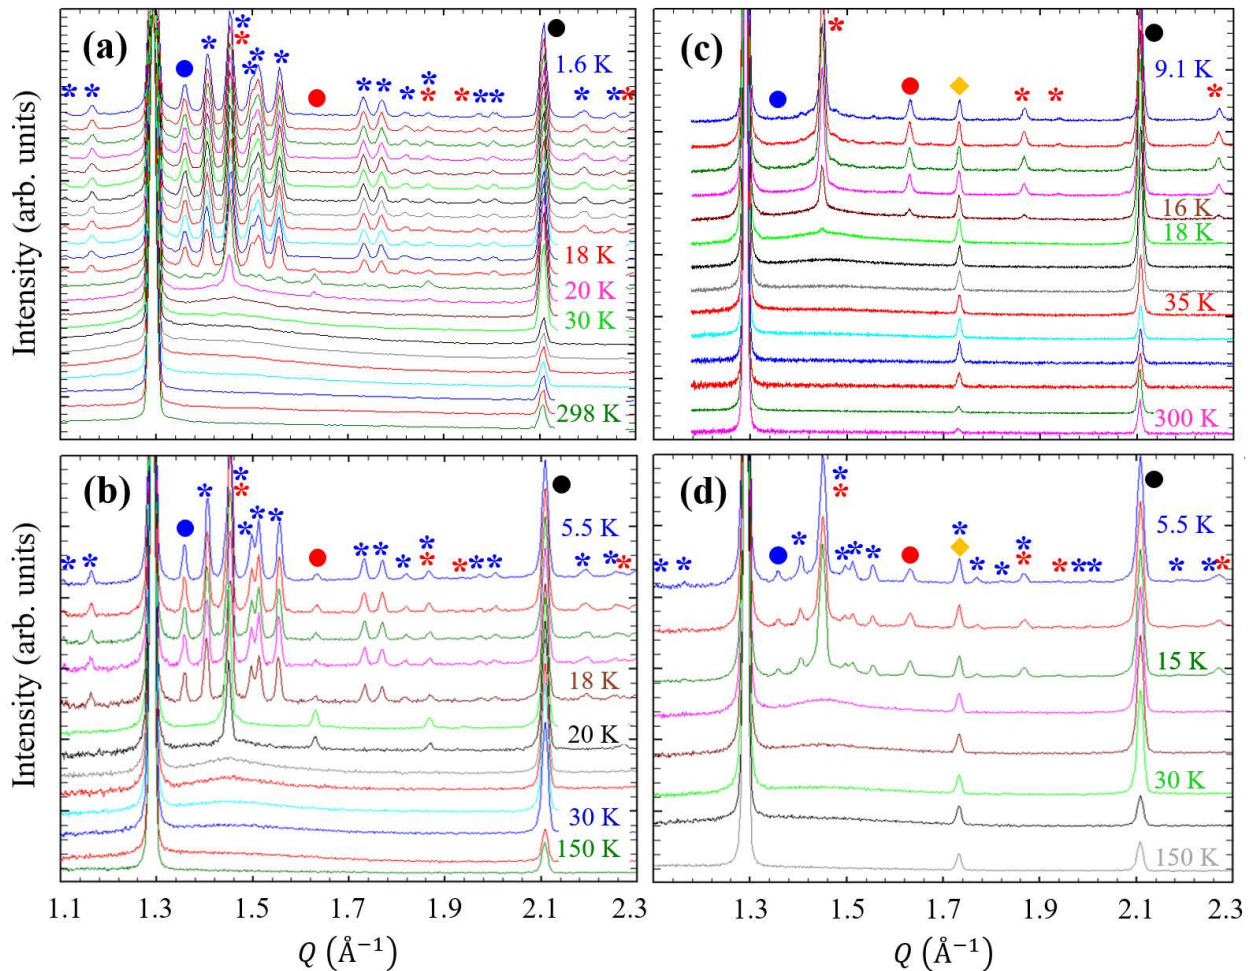 (a)
1.6 K
18 K
20 K
30 K
298 K
Intensity (arb. units)
(c)
9.1 K
16 K
18 K
35 K
300 K
(b)
5.5 K
18 K
20 K
30 K
150 K
Intensity (arb. units)
1.1 1.3 1.5 1.7 1.9 2.1 2.3
Q (Å⁻¹)
(d)
5.5 K
15 K
30 K
150 K
1.3 1.5 1.7 1.9 2.1 2.3
Q (Å⁻¹)